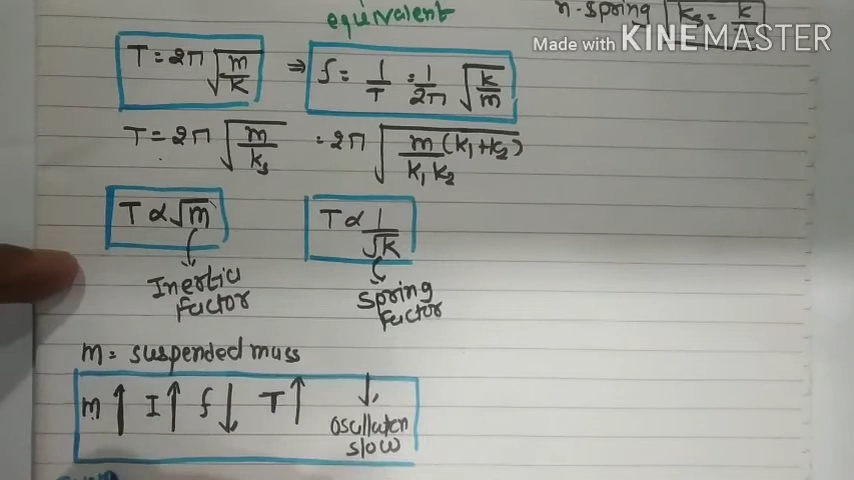 equivalent
n-spring ks = k/n
Made with KINEMASTER
T = 2π √(m/k) ⇒ f = 1/T = 1/2π √(k/m)
T = 2π √(m/ks) = 2π √(m(k₁+k₂)/k₁k₂)
T ∝ √m
T ∝ 1/√k
Inertia
factor
Spring
factor
m = suspended mass
m ↑ I ↑ f ↓ T ↑ ↓
slow